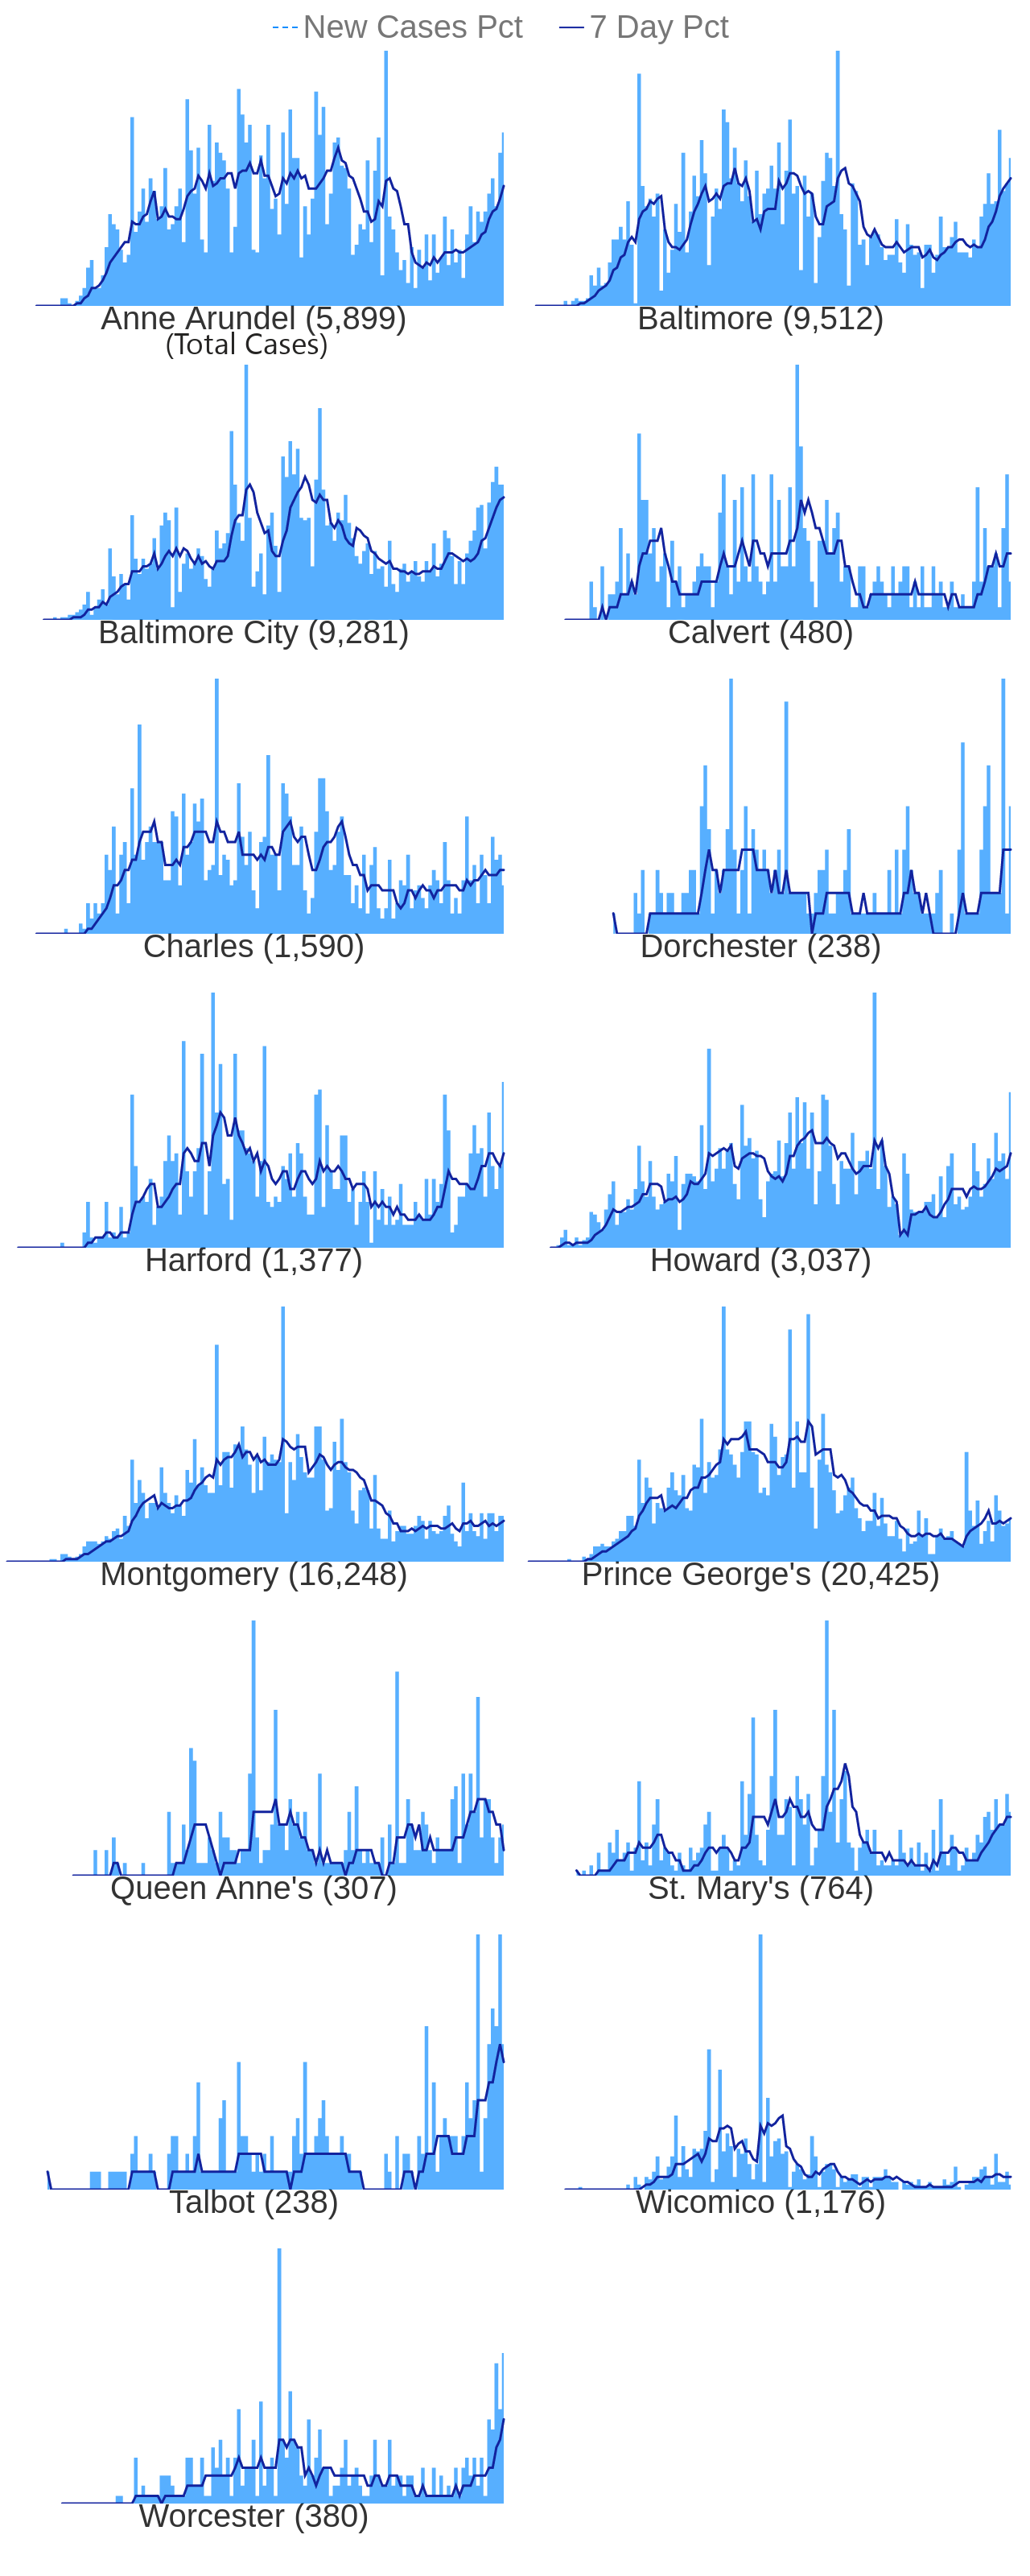 New Cases Pct 7 Day Pct
Anne Arundel (5,899) Baltimore (9,512)
(Total Cases)
Baltimore City (9,281) Calvert (480)
Charles (1,590) Dorchester (238)
Harford (1,377) Howard (3,037)
Montgomery (16,248) Prince George's (20,425)
Queen Anne's (307) St. Mary's (764)
Talbot (238) Wicomico (1,176)
Worcester (380)